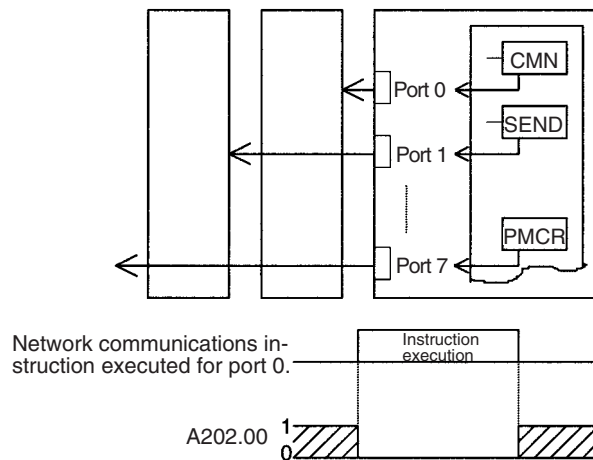 CMN
Port 0
SEND
Port 1
PMCR
Port 7
Network communications in-
struction executed for port 0.
Instruction
execution
A202.00
1
0